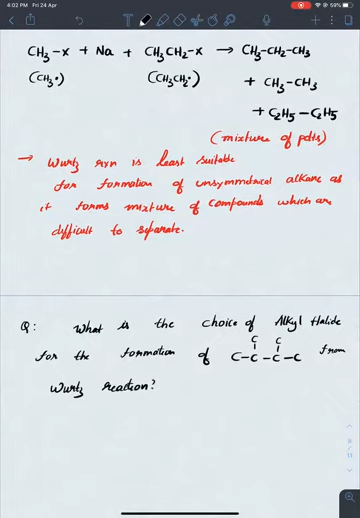 4:02 PM Fri 24 Apr
53%
CH₃-x + Na + CH₃CH₂-x → CH₃-CH₂-CH₃
(CH₃•) (CH₃CH₂•)
+ CH₃-CH₃
+ C₂H₅-C₂H₅
(mixture of pdts)
→ Wurtz rxn is least suitable
for formation of unsymmetrical alkane as
it forms mixture of compounds which are
difficult to separate.
Q: What is the choice of Alkyl Halide
C C
for the formation of C-C-C-C from
Wurtz reaction?